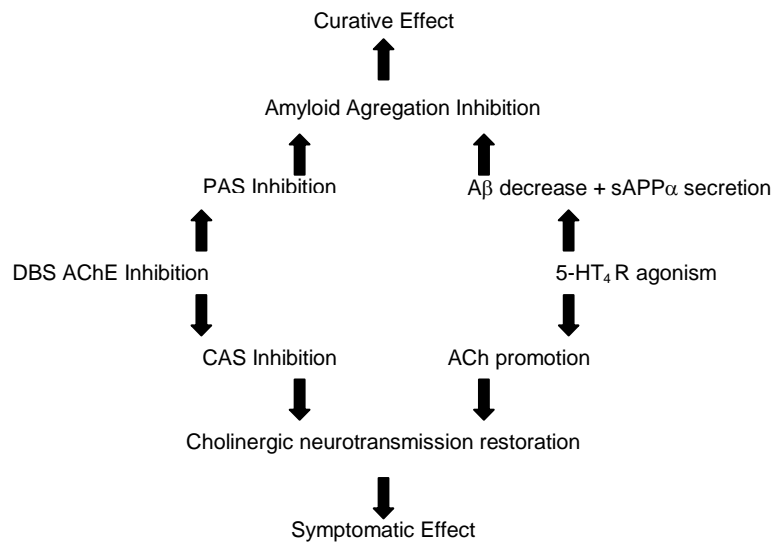 Curative Effect
Amyloid Agregation Inhibition
PAS Inhibition
Aβ decrease + sAPPα secretion
DBS AChE Inhibition
5-HT₄ R agonism
CAS Inhibition
ACh promotion
Cholinergic neurotransmission restoration
Symptomatic Effect